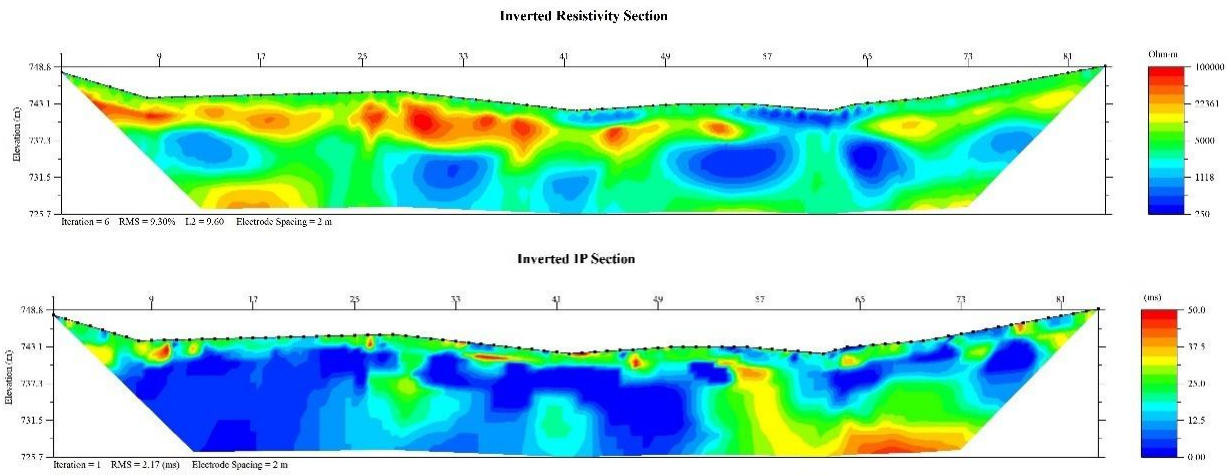 Inverted Resistivity Section
1 9 17 25 33 41 49 57 65 73 81
Ohm-m
748.8
743.1
737.3
731.5
725.7
Elevation (m)
100000
22361
5000
1118
250
Iteration = 6 RMS = 9.30% L2 = 9.60 Electrode Spacing = 2 m
Inverted IP Section
9 17 25 33 41 49 57 65 73 81
(ms)
748.8
743.1
737.3
731.5
725.7
Elevation (m)
50.0
37.5
25.0
12.5
0.00
Iteration = 1 RMS = 2.17 (ms) Electrode Spacing = 2 m